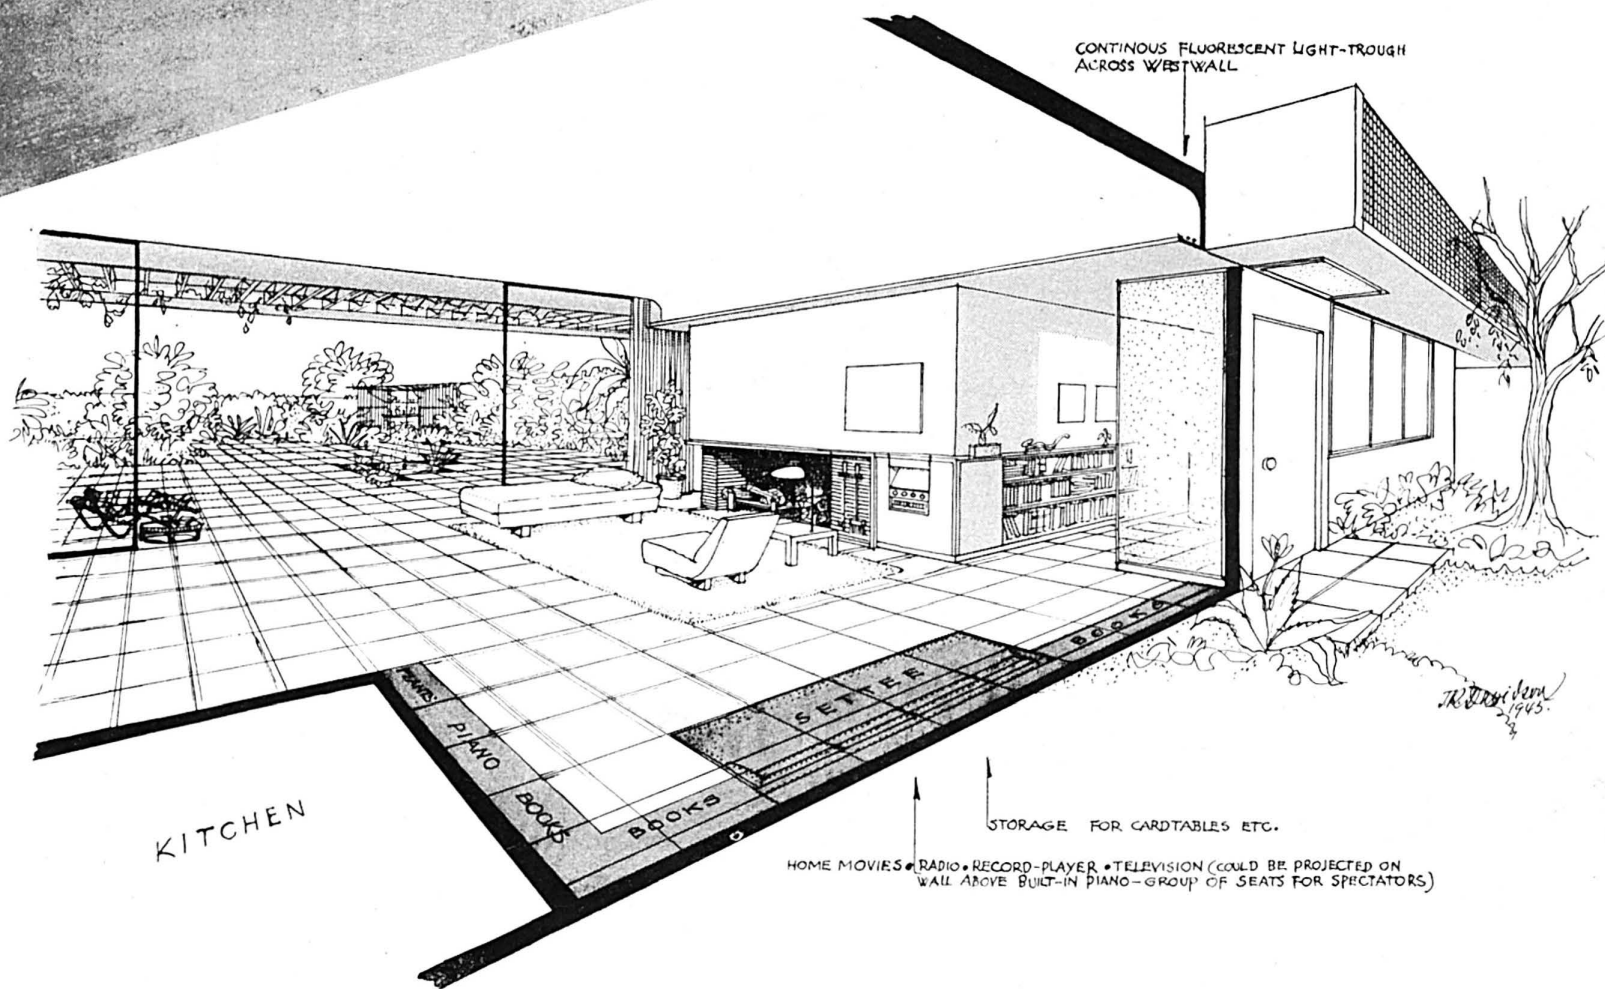 CONTINOUS FLUORESCENT LIGHT-TROUGH
ACROSS WESTWALL
PLANTS
PIANO
BOOKS
BOOKS
SETTEE
BOOKS
KITCHEN
J R Davidson
1945
STORAGE FOR CARDTABLES ETC.
HOME MOVIES • RADIO • RECORD-PLAYER • TELEVISION (COULD BE PROJECTED ON
WALL ABOVE BUILT-IN PIANO-GROUP OF SEATS FOR SPECTATORS)